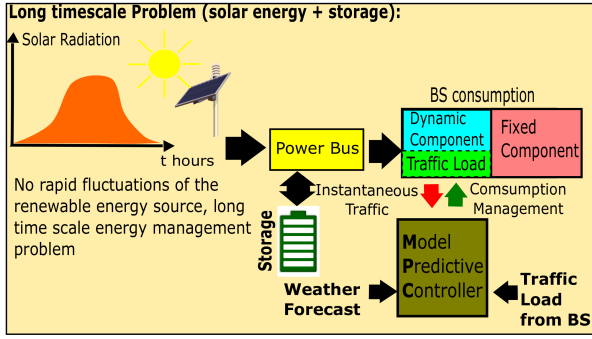 Long timescale Problem (solar energy + storage):
Solar Radiation
t hours
No rapid fluctuations of the
renewable energy source, long
time scale energy management
problem
Power Bus
Storage
BS consumption
Dynamic
Component
Traffic Load
Fixed
Component
Instantaneous
Traffic
Comsumption
Management
Model
Predictive
Controller
Weather
Forecast
Traffic
Load
from BS